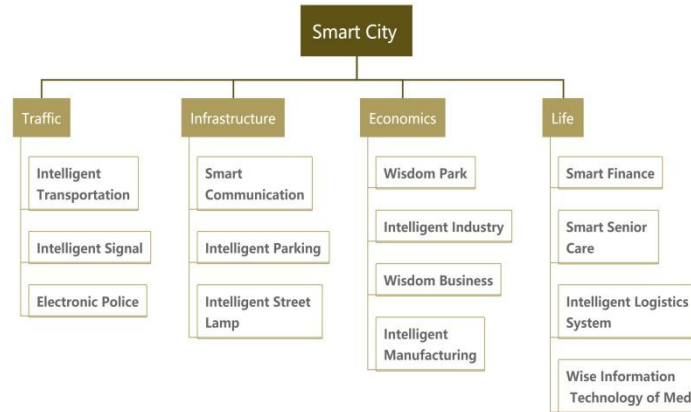 Smart City
Traffic
Infrastructure
Economics
Life
Intelligent
Transportation
Intelligent Signal
Electronic Police
Smart
Communication
Intelligent Parking
Intelligent Street
Lamp
Wisdom Park
Intelligent Industry
Wisdom Business
Intelligent
Manufacturing
Smart Finance
Smart Senior
Care
Intelligent Logistics
System
Wise Information
Technology of Med